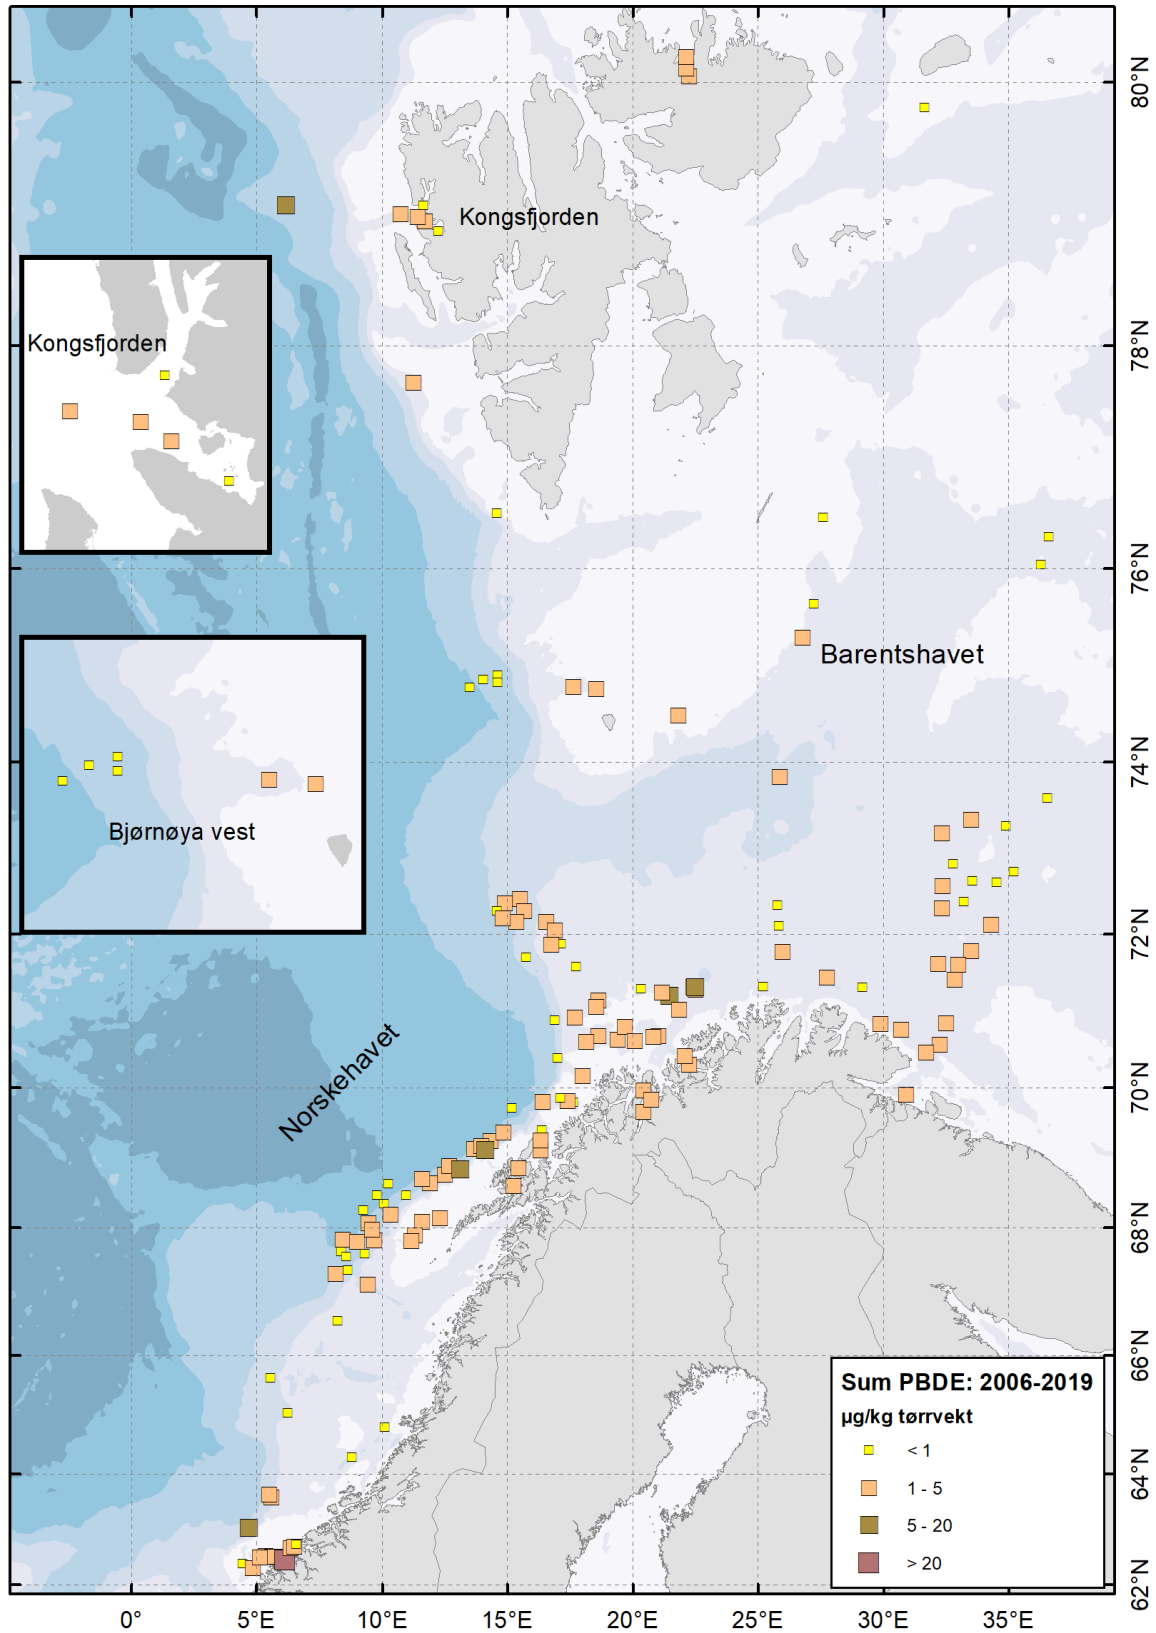 80°N
Kongsfjorden
Kongsfjorden
78°N
76°N
Barentshavet
74°N
Bjørnøya vest
72°N
Norskehavet
70°N
68°N
66°N
Sum PBDE: 2006-2019
µg/kg tørrvekt
< 1
1 - 5
5 - 20
> 20
64°N
62°N
0° 5°E 10°E 15°E 20°E 25°E 30°E 35°E